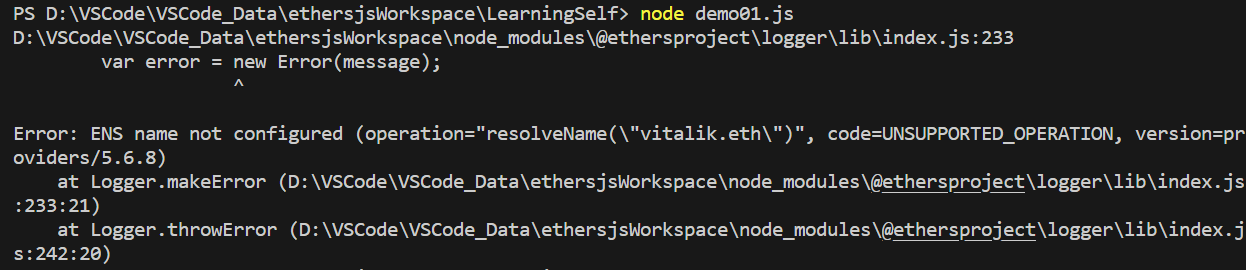 PS D:\VSCode\VSCode_Data\ethersjsWorkspace\LearningSelf> node demo01.js
D:\VSCode\VSCode_Data\ethersjsWorkspace\node_modules\@ethersproject\logger\lib\index.js:233
        var error = new Error(message);
                    ^
Error: ENS name not configured (operation="resolveName(\"vitalik.eth\")", code=UNSUPPORTED_OPERATION, version=pr
oviders/5.6.8)
    at Logger.makeError (D:\VSCode\VSCode_Data\ethersjsWorkspace\node_modules\@ethersproject\logger\lib\index.js
:233:21)
    at Logger.throwError (D:\VSCode\VSCode_Data\ethersjsWorkspace\node_modules\@ethersproject\logger\lib\index.j
s:242:20)